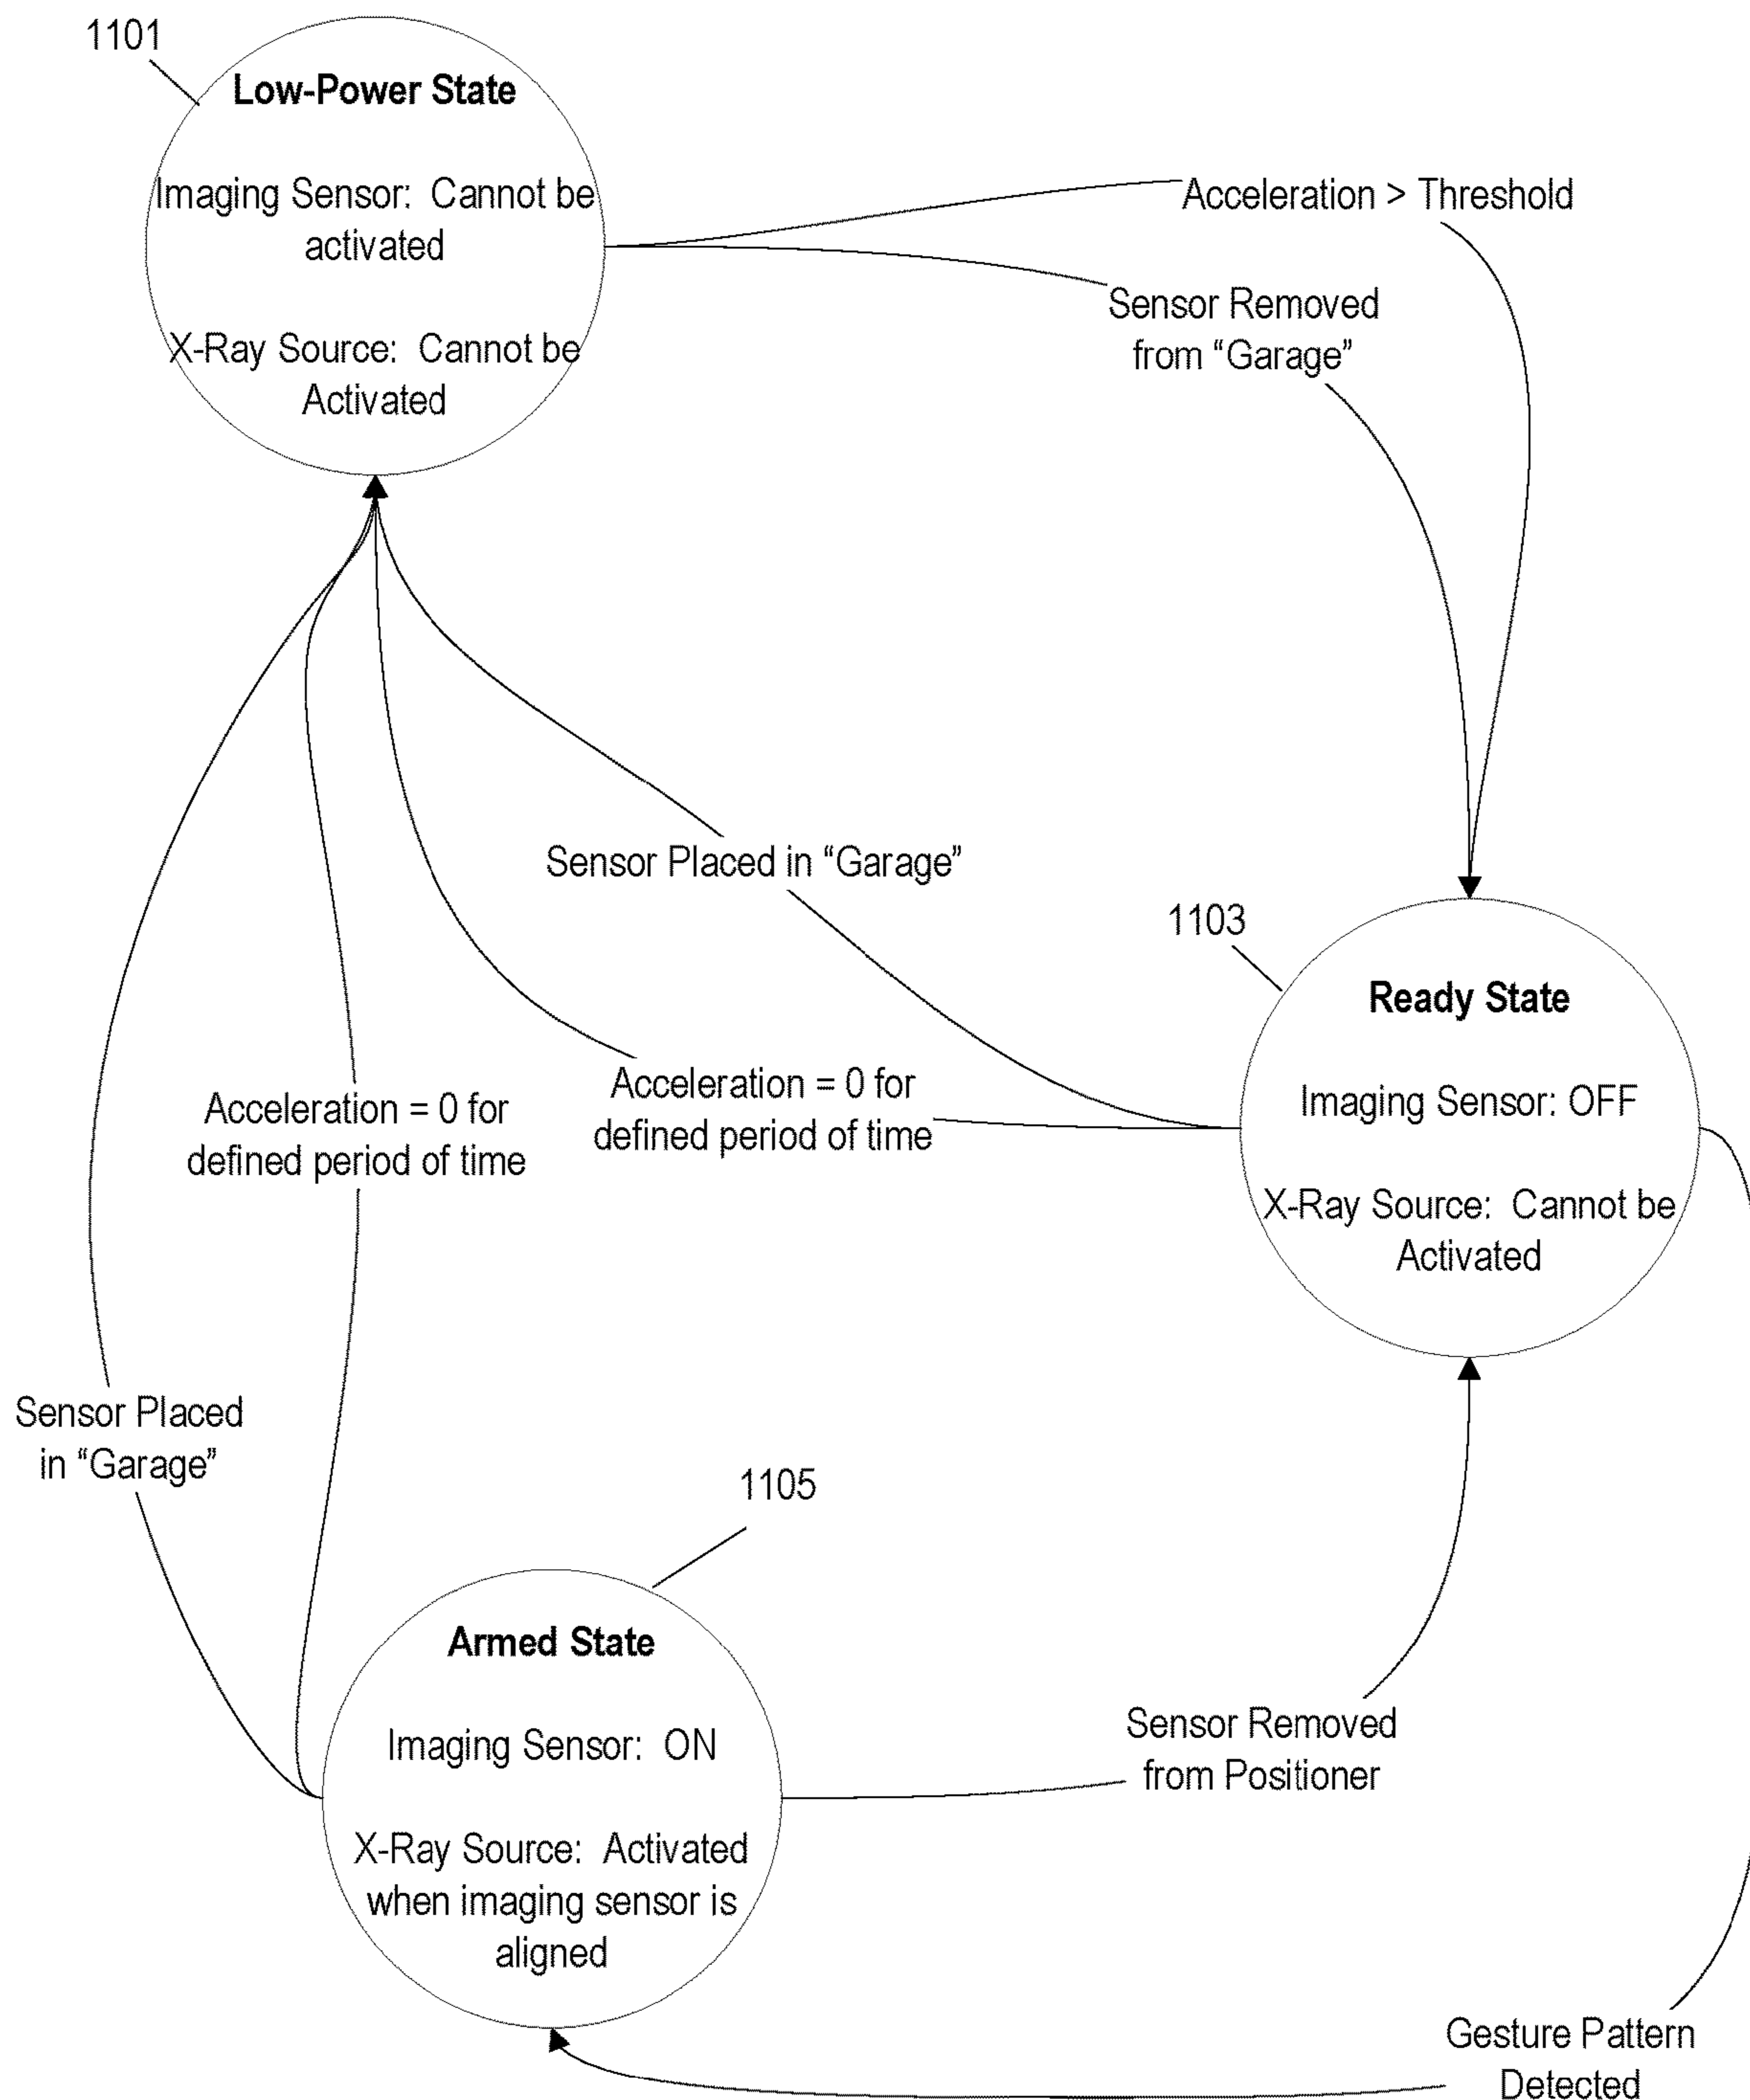 1101
Low-Power State
Imaging Sensor: Cannot be
activated
X-Ray Source: Cannot be
Activated
Acceleration > Threshold
Sensor Removed
from “Garage”
Sensor Placed in “Garage”
1103
Ready State
Imaging Sensor: OFF
X-Ray Source: Cannot be
Activated
Acceleration = 0 for
defined period of time
Acceleration = 0 for
defined period of time
Sensor Placed
in “Garage”
1105
Armed State
Imaging Sensor: ON
X-Ray Source: Activated
when imaging sensor is
aligned
Sensor Removed
from Positioner
Gesture Pattern
Detected